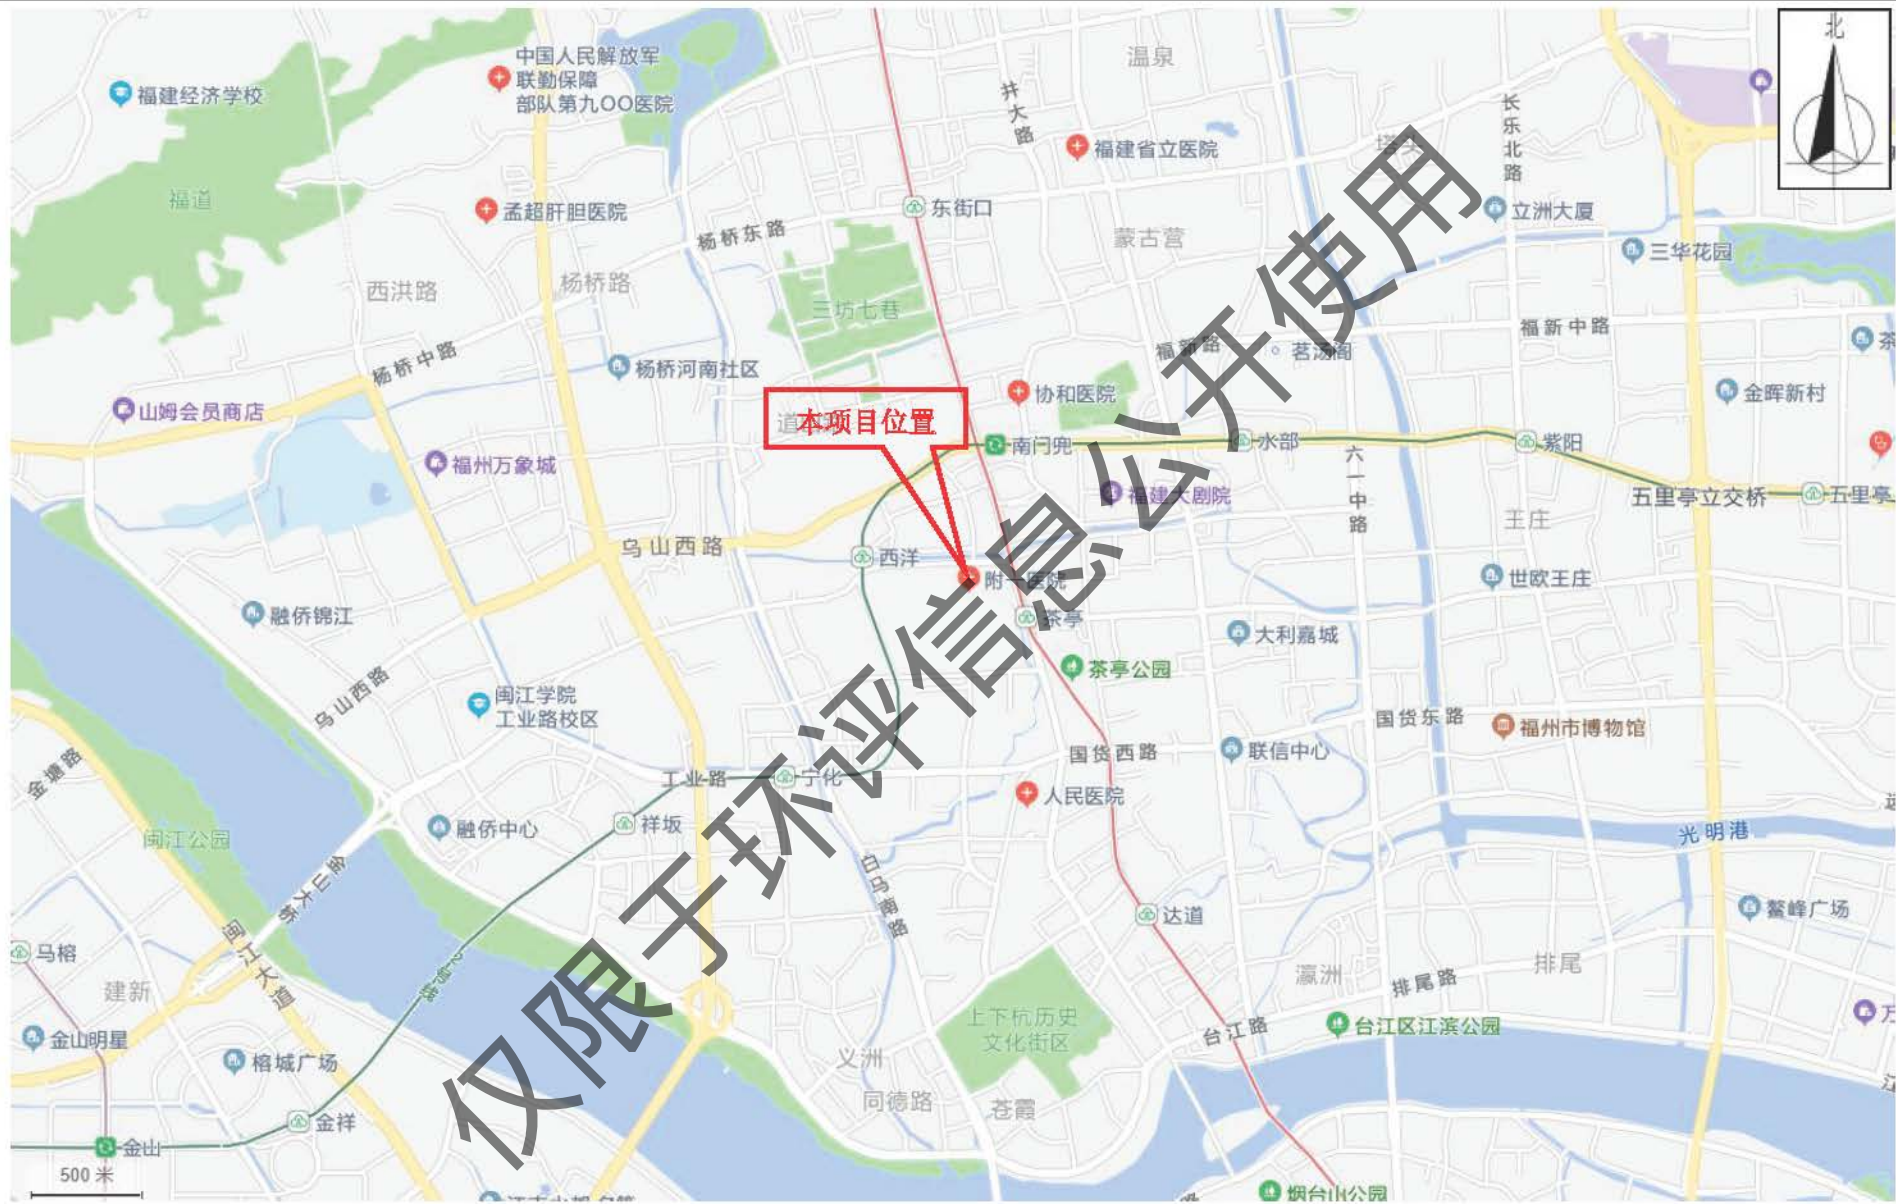 北
中国人民解放军
联勤保障
部队第九〇〇医院
温泉
井大路
长乐北路
福建经济学校
福建省立医院
福道
孟超肝胆医院
东街口
立洲大厦
杨桥东路
蒙古营
三华花园
西洪路
杨桥路
三坊七巷
福新中路
福新路
茗汤阁
杨桥中路
杨桥河南社区
协和医院
金晖新村
山姆会员商店
本项目位置
南门兜
水部
紫阳
六一中路
福州万象城
福建大剧院
五里亭立交桥
五里亭
王庄
乌山西路
西洋
附一医院
世欧王庄
融侨锦江
茶亭
大利嘉城
茶亭公园
乌山西路
闽江学院
工业路校区
国货东路
福州市博物馆
国货西路
联信中心
金塘路
工业路
宁化
人民医院
闽江公园
融侨中心
祥坂
光明港
金山大桥
白马南路
达道
鳌峰广场
闽江大道
马榕
2号线
瀛洲
排尾路
排尾
建新
上下杭历史
文化街区
台江路
台江区江滨公园
金山明星
榕城广场
义洲
同德路
苍霞
金祥
金山
500 米
烟台山公园
仅限于环评信息公开使用